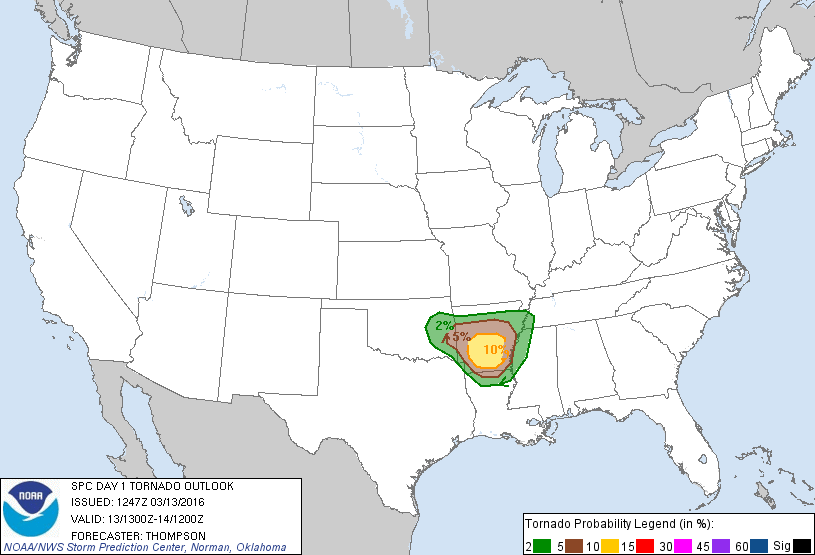 2%
5%
10%
NOAA
SPC DAY 1 TORNADO OUTLOOK
ISSUED: 1247Z 03/13/2016
VALID: 13/1300Z-14/1200Z
FORECASTER: THOMPSON
NOAA/NWS Storm Prediction Center, Norman, Oklahoma
Tornado Probability Legend (in %):
2 5 10 15 30 45 60 Sig